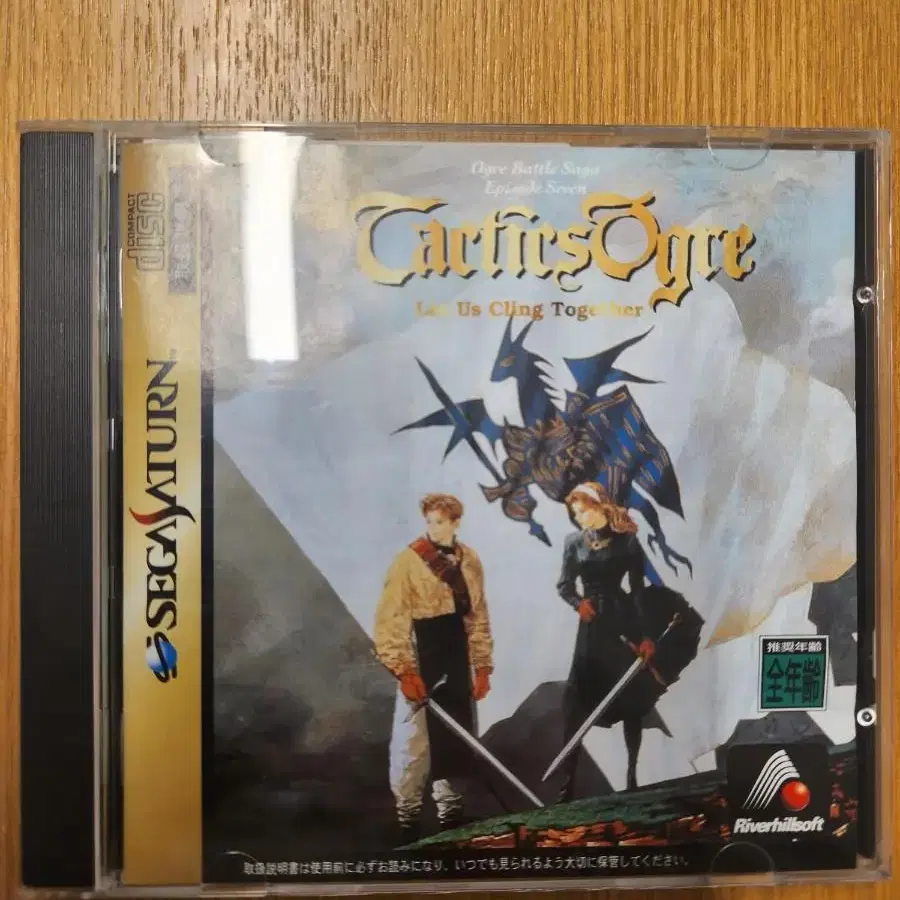 Ogre Battle Saga
Episode Seven
TacticsOgre
Let Us Cling Together
COMPACT
disc
SEGA SATURN™
推奨年齢
全年齢
Riverhillsoft
取扱説明書は使用前に必ずお読みになり、いつでも見られるよう大切に保管してください。